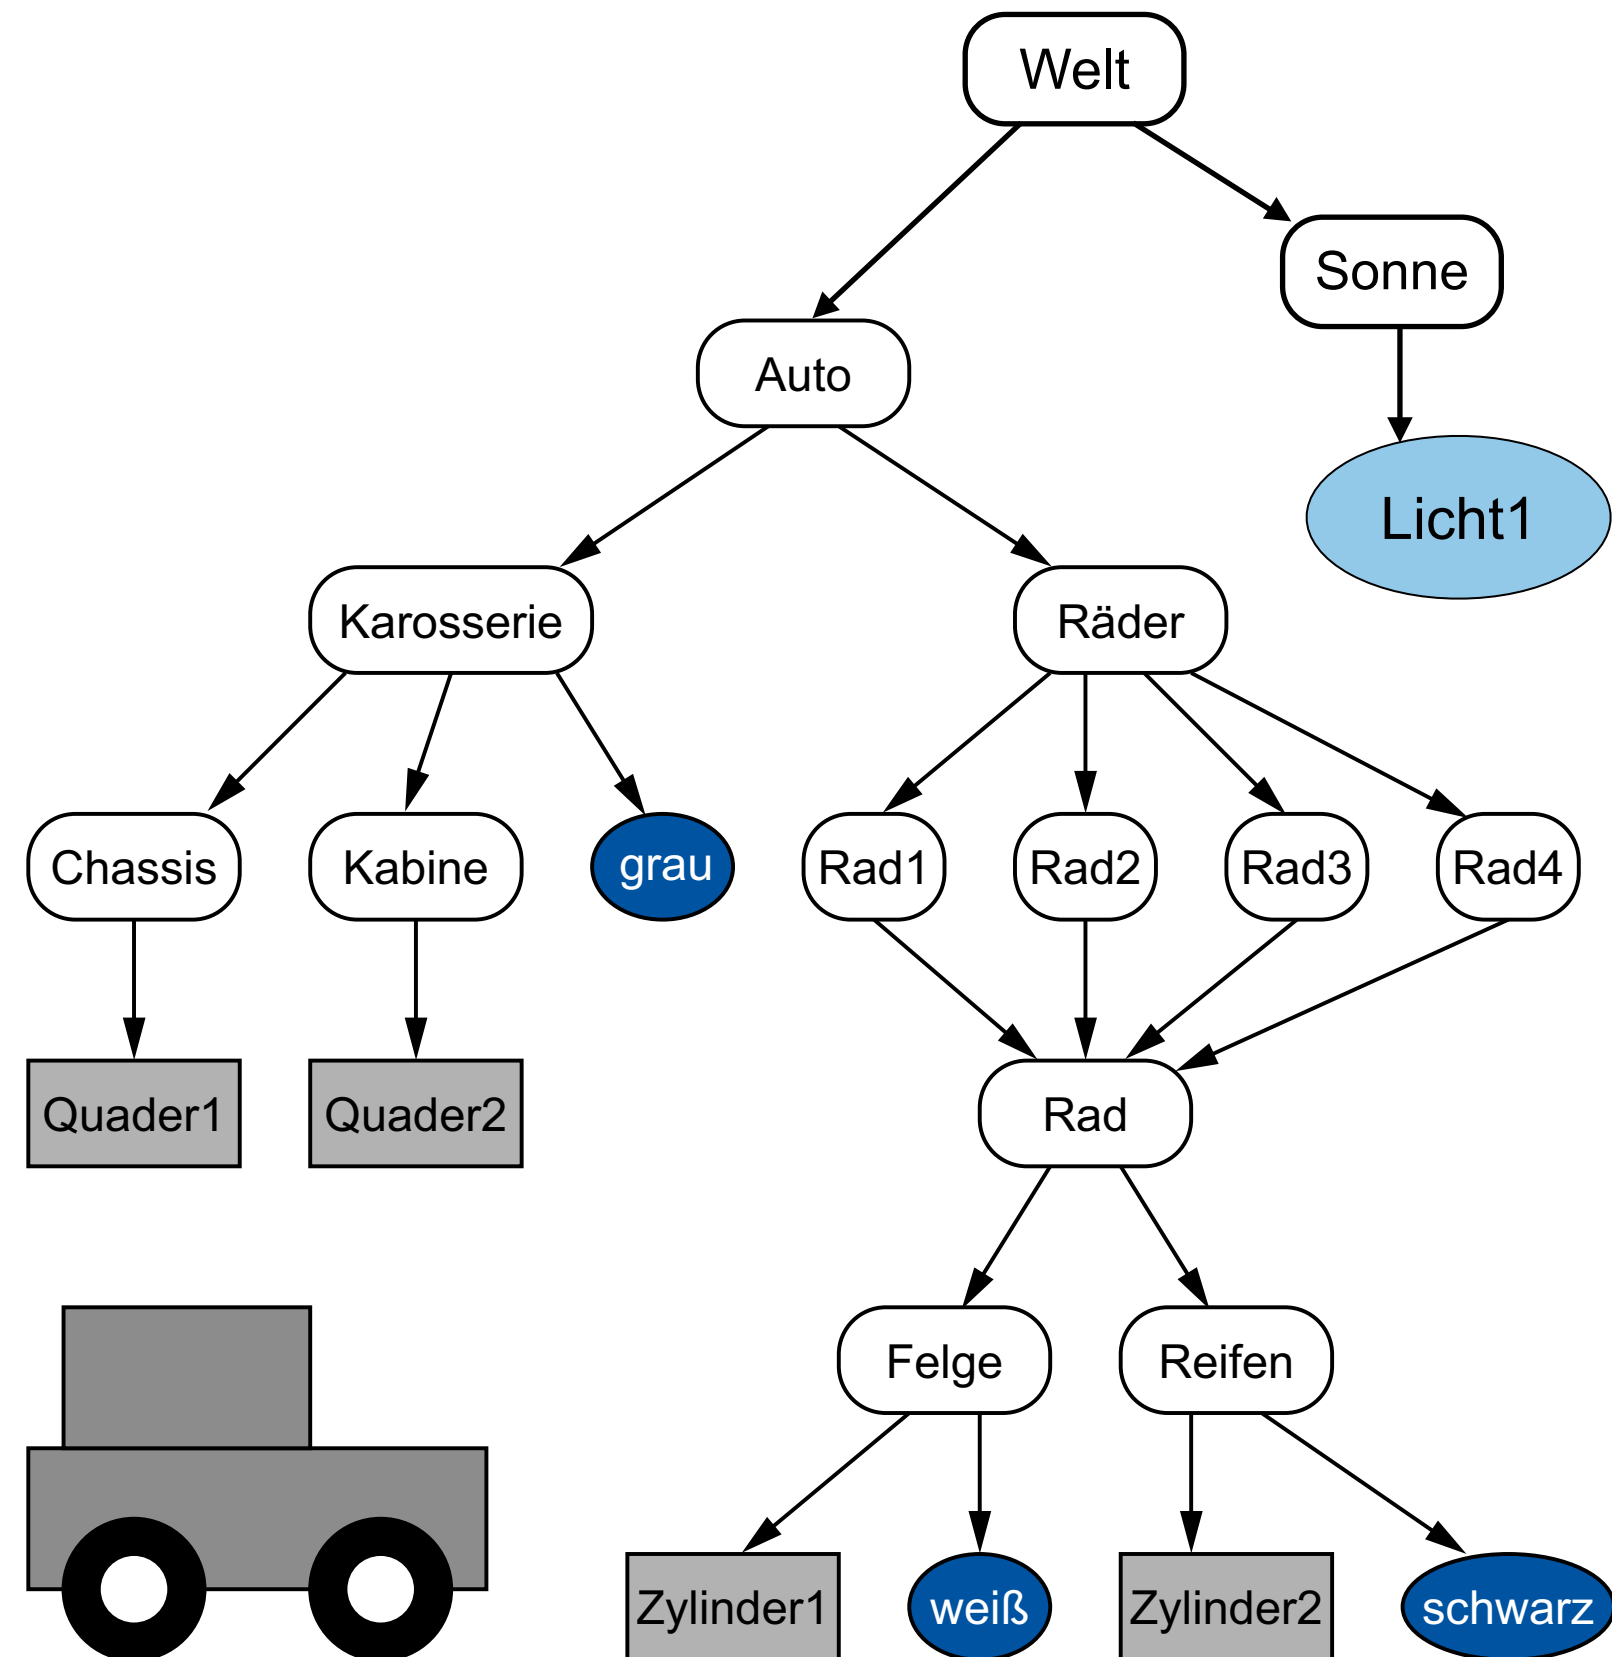 Welt
Sonne
Auto
Licht1
Karosserie
Räder
Chassis
Kabine
grau
Rad1
Rad2
Rad3
Rad4
Quader1
Quader2
Rad
Felge
Reifen
Zylinder1
weiß
Zylinder2
schwarz